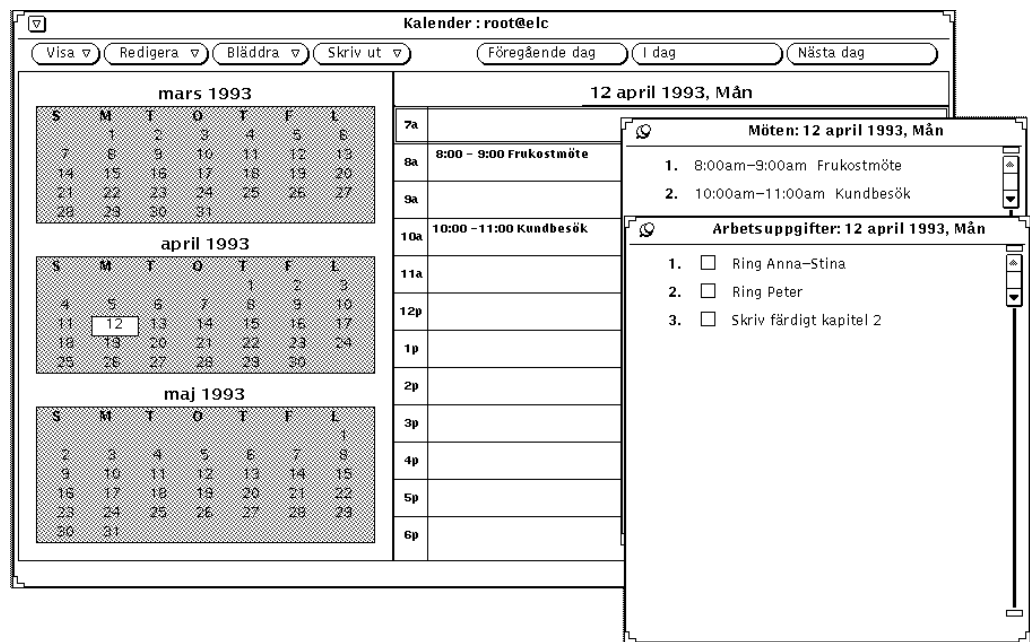 Kalender : root@elc
Visa Redigera Bläddra Skriv ut Föregående dag I dag Nästa dag
mars 1993
S M T O T F L
1 2 3 4 5 6
7 8 9 10 11 12 13
14 15 16 17 18 19 20
21 22 23 24 25 26 27
28 29 30 31
april 1993
S M T O T F L
1 2 3
4 5 6 7 8 9 10
11 12 13 14 15 16 17
18 19 20 21 22 23 24
25 26 27 28 29 30
maj 1993
S M T O T F L
1
2 3 4 5 6 7 8
9 10 11 12 13 14 15
16 17 18 19 20 21 22
23 24 25 26 27 28 29
30 31
12 april 1993, Mån
7a
8a 8:00 – 9:00 Frukostmöte
9a
10a 10:00 –11:00 Kundbesök
11a
12p
1p
2p
3p
4p
5p
6p
Möten: 12 april 1993, Mån
1. 8:00am–9:00am Frukostmöte
2. 10:00am–11:00am Kundbesök
Arbetsuppgifter: 12 april 1993, Mån
1. Ring Anna–Stina
2. Ring Peter
3. Skriv färdigt kapitel 2